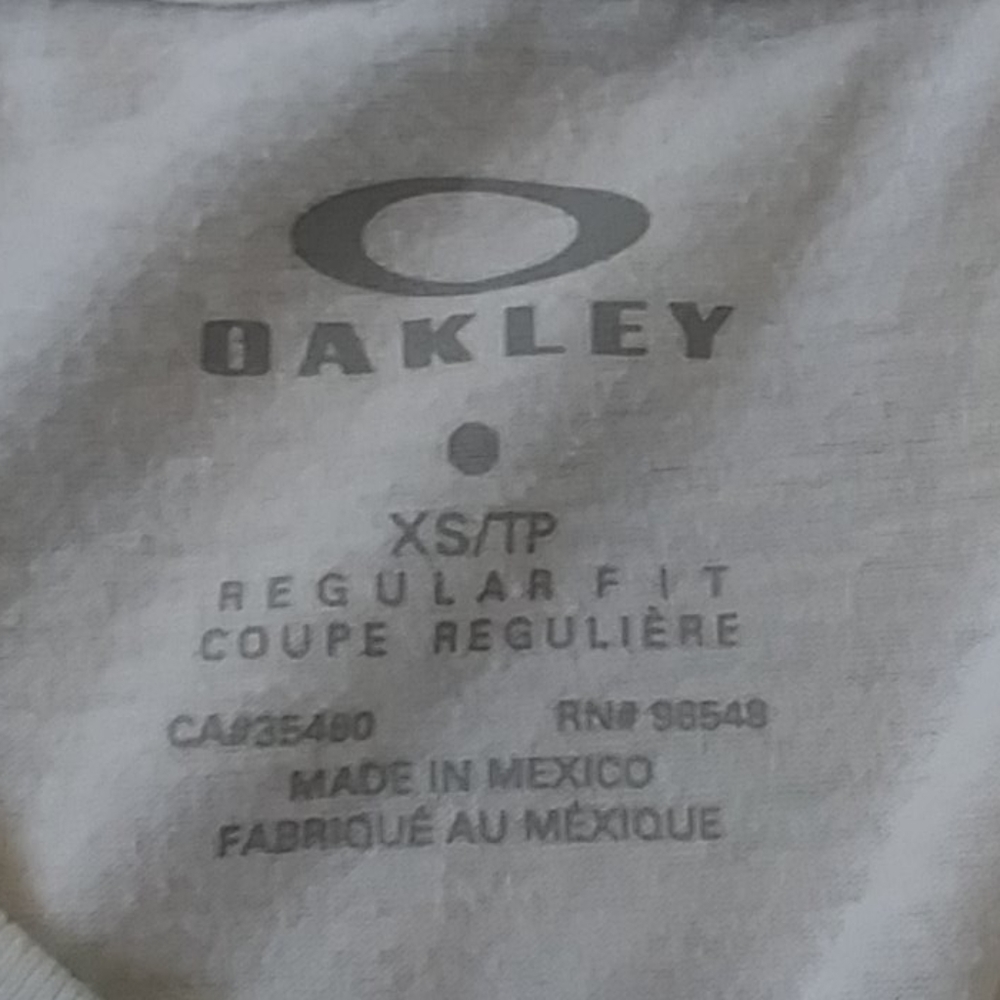 OAKLEY
XS/TP
REGULAR FIT
COUPE REGULIÈRE
CA#35480 RN# 98548
MADE IN MEXICO
FABRIQUÉ AU MÉXIQUE